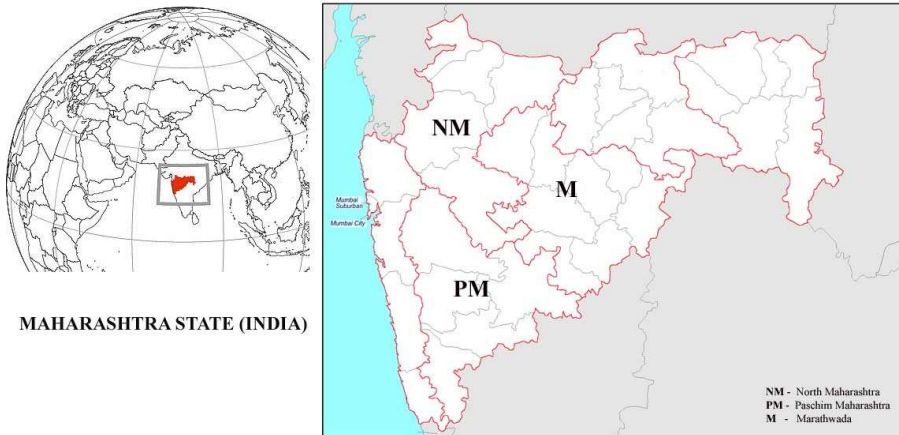 MAHARASHTRA STATE (INDIA)
NM
Mumbai
Suburban
Mumbai City
M
PM
NM - North Maharashtra
PM - Paschim Maharashtra
M - Marathwada